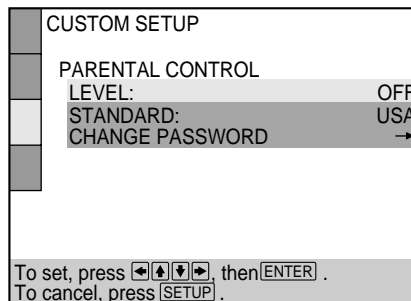 CUSTOM SETUP
PARENTAL CONTROL
LEVEL: OFF
STANDARD: USA
CHANGE PASSWORD →
To set, press ←↑↓→, then ENTER .
To cancel, press SETUP .